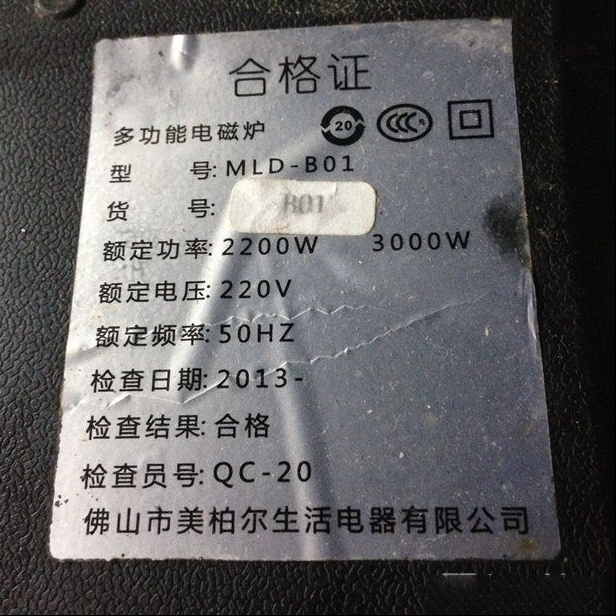 合格证
多功能电磁炉 20 CCC S
型 号: MLD-B01
货 号: B01
额定功率: 2200W 3000W
额定电压: 220V
额定频率: 50HZ
检查日期: 2013-
检查结果: 合格
检查员号: QC-20
佛山市美柏尔生活电器有限公司